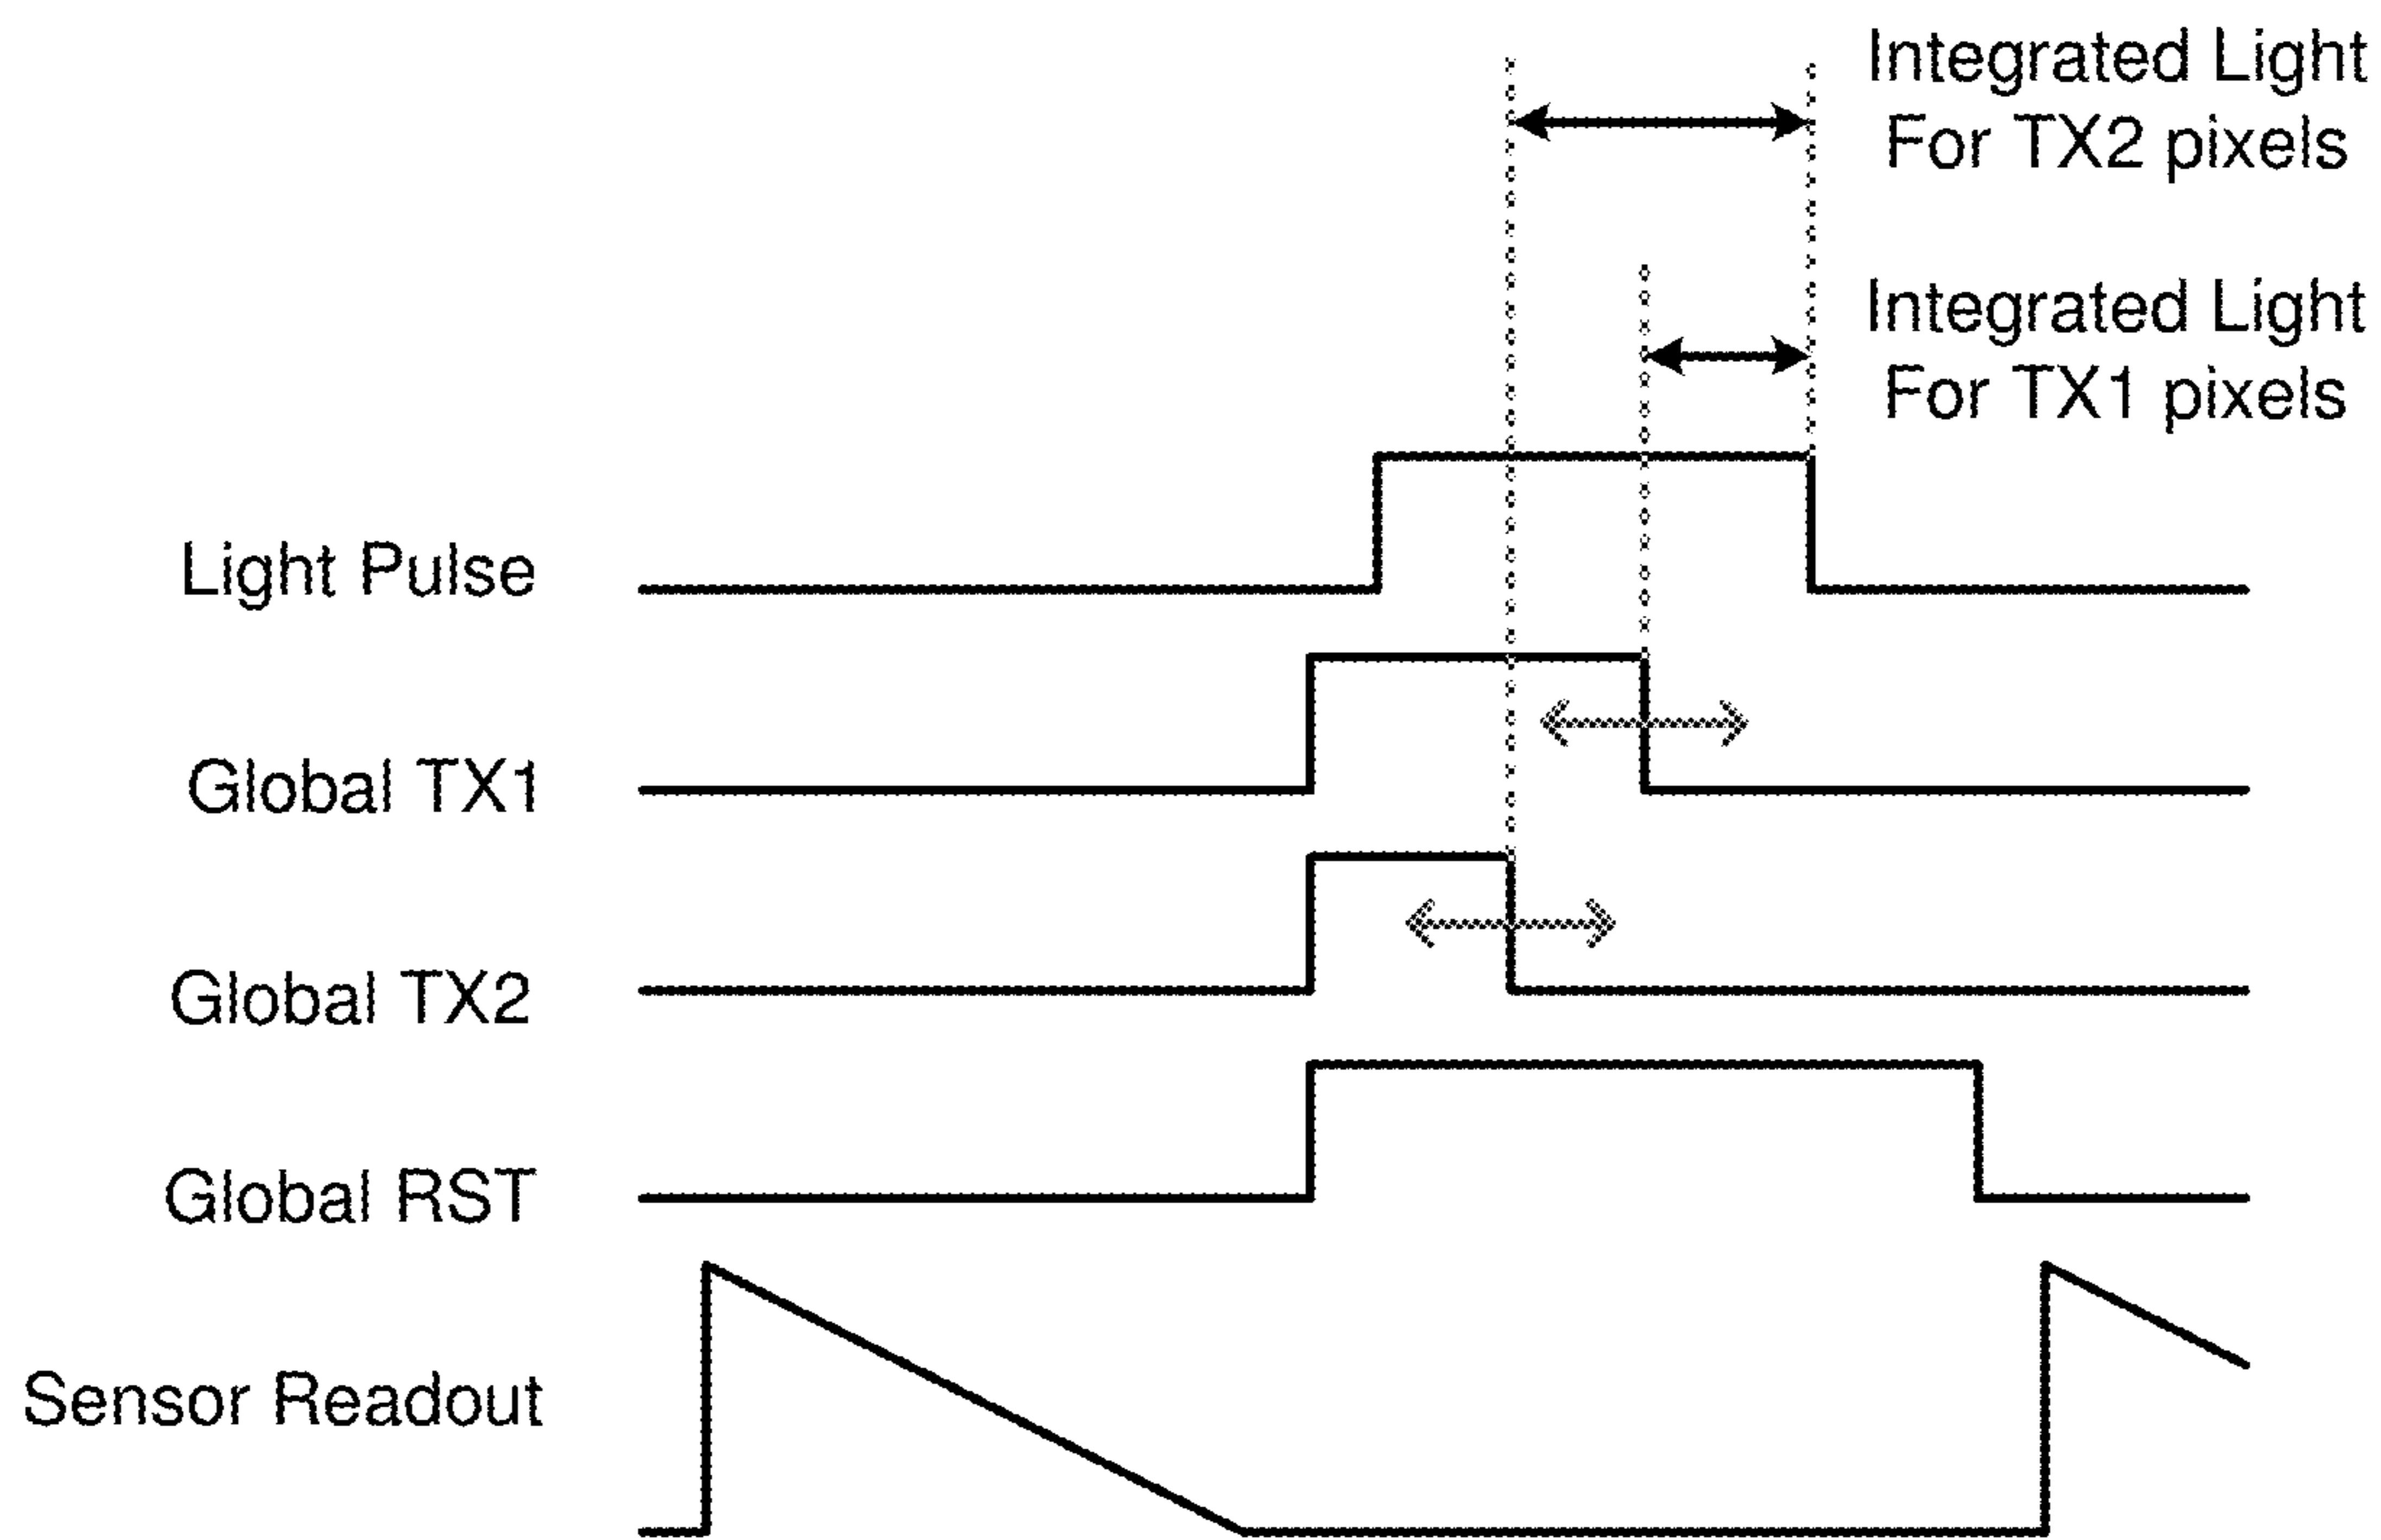 Integrated Light
For TX2 pixels
Integrated Light
For TX1 pixels
Light Pulse
Global TX1
Global TX2
Global RST
Sensor Readout